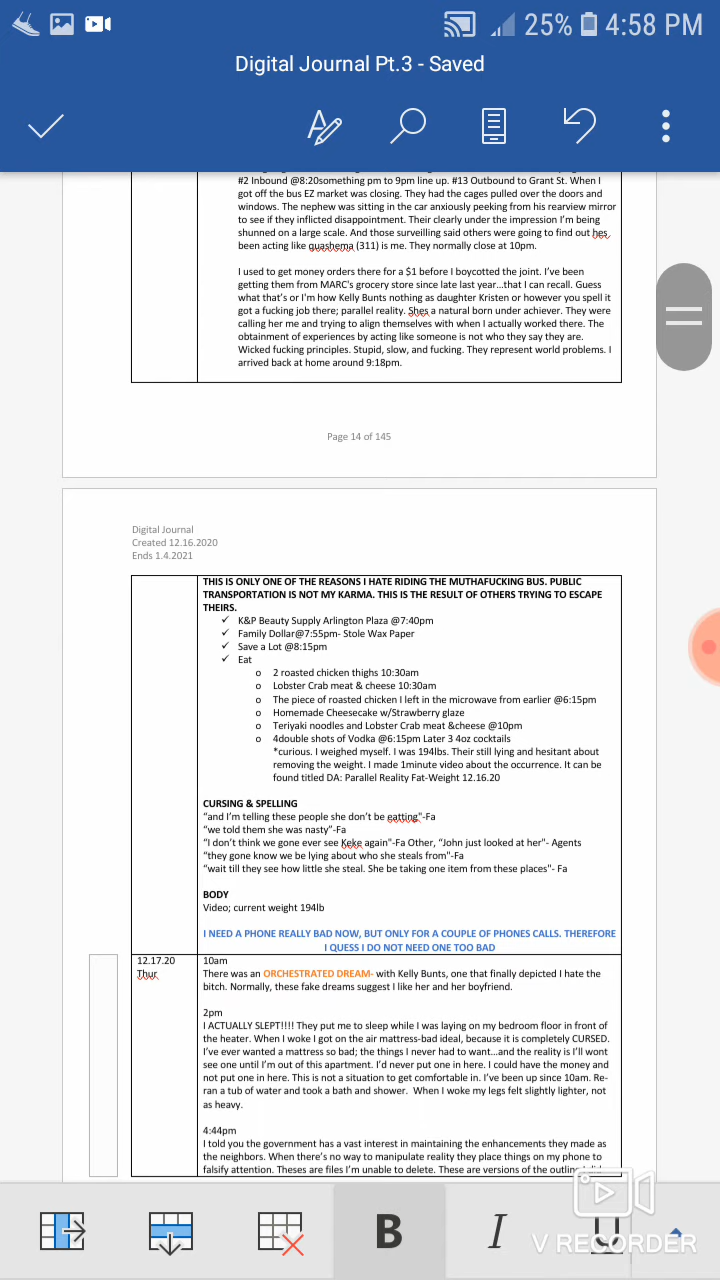 25% 4:58 PM
Digital Journal Pt.3 - Saved
#2 Inbound @8:20something pm to 9pm line up. #13 Outbound to Grant St. When I
got off the bus EZ market was closing. They had the cages pulled over the doors and
windows. The nephew was sitting in the car anxiously peeking from his rearview mirror
to see if they inflicted disappointment. Their clearly under the impression I'm being
shunned on a large scale. And those surveilling said others were going to find out hes
been acting like quashema (311) is me. They normally close at 10pm.
I used to get money orders there for a $1 before I boycotted the joint. I've been
getting them from MARC's grocery store since late last year...that I can recall. Guess
what that's or I'm how Kelly Bunts nothing as daughter Kristen or however you spell it
got a fucking job there; parallel reality. Shes a natural born under achiever. They were
calling her me and trying to align themselves with when I actually worked there. The
obtainment of experiences by acting like someone is not who they say they are.
Wicked fucking principles. Stupid, slow, and fucking. They represent world problems. I
arrived back at home around 9:18pm.
Page 14 of 145
Digital Journal
Created 12.16.2020
Ends 1.4.2021
THIS IS ONLY ONE OF THE REASONS I HATE RIDING THE MUTHAFUCKING BUS. PUBLIC
TRANSPORTATION IS NOT MY KARMA. THIS IS THE RESULT OF OTHERS TRYING TO ESCAPE
THEIRS.
✓ K&P Beauty Supply Arlington Plaza @7:40pm
✓ Family Dollar@7:55pm- Stole Wax Paper
✓ Save a Lot @8:15pm
✓ Eat
o 2 roasted chicken thighs 10:30am
o Lobster Crab meat & cheese 10:30am
o The piece of roasted chicken I left in the microwave from earlier @6:15pm
o Homemade Cheesecake w/Strawberry glaze
o Teriyaki noodles and Lobster Crab meat &cheese @10pm
o 4double shots of Vodka @6:15pm Later 3 4oz cocktails
*curious. I weighed myself. I was 194lbs. Their still lying and hesitant about
removing the weight. I made 1minute video about the occurrence. It can be
found titled DA: Parallel Reality Fat-Weight 12.16.20
CURSING & SPELLING
"and I'm telling these people she don't be eatting"-Fa
"we told them she was nasty"-Fa
"I don't think we gone ever see Keke again"-Fa Other, "John just looked at her"- Agents
"they gone know we be lying about who she steals from"-Fa
"wait till they see how little she steal. She be taking one item from these places"- Fa
BODY
Video; current weight 194lb
I NEED A PHONE REALLY BAD NOW, BUT ONLY FOR A COUPLE OF PHONES CALLS. THEREFORE
I QUESS I DO NOT NEED ONE TOO BAD
12.17.20
Thur
10am
There was an ORCHESTRATED DREAM- with Kelly Bunts, one that finally depicted I hate the
bitch. Normally, these fake dreams suggest I like her and her boyfriend.
2pm
I ACTUALLY SLEPT!!!! They put me to sleep while I was laying on my bedroom floor in front of
the heater. When I woke I got on the air mattress-bad ideal, because it is completely CURSED.
I've ever wanted a mattress so bad; the things I never had to want...and the reality is I'll wont
see one until I'm out of this apartment. I'd never put one in here. I could have the money and
not put one in here. This is not a situation to get comfortable in. I've been up since 10am. Re-
ran a tub of water and took a bath and shower. When I woke my legs felt slightly lighter, not
as heavy.
4:44pm
I told you the government has a vast interest in maintaining the enhancements they made as
the neighbors. When there's no way to manipulate reality they place things on my phone to
falsify attention. Theses are files I'm unable to delete. These are versions of the outline I did
B I U
V RECORDER